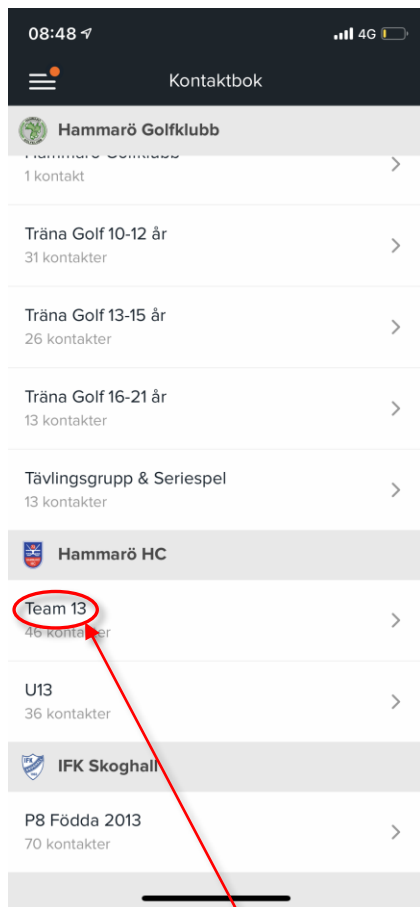 08:48
4G
Kontaktbok
Hammarö Golfklubb
Hammarö Golfklubb
1 kontakt
Träna Golf 10-12 år
31 kontakter
Träna Golf 13-15 år
26 kontakter
Träna Golf 16-21 år
13 kontakter
Tävlingsgrupp & Seriespel
13 kontakter
Hammarö HC
Team 13
46 kontakter
U13
36 kontakter
IFK Skoghall
P8 Födda 2013
70 kontakter